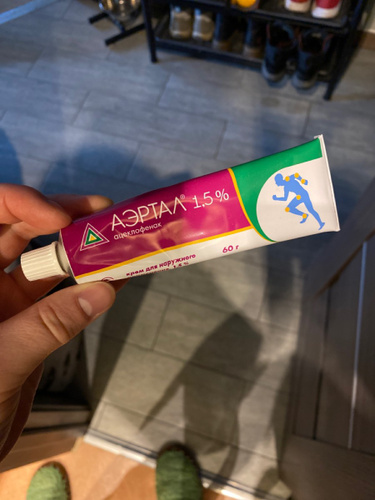 АЭРТАЛ® 1,5%
ацеклофенак
крем для наружного
60 г